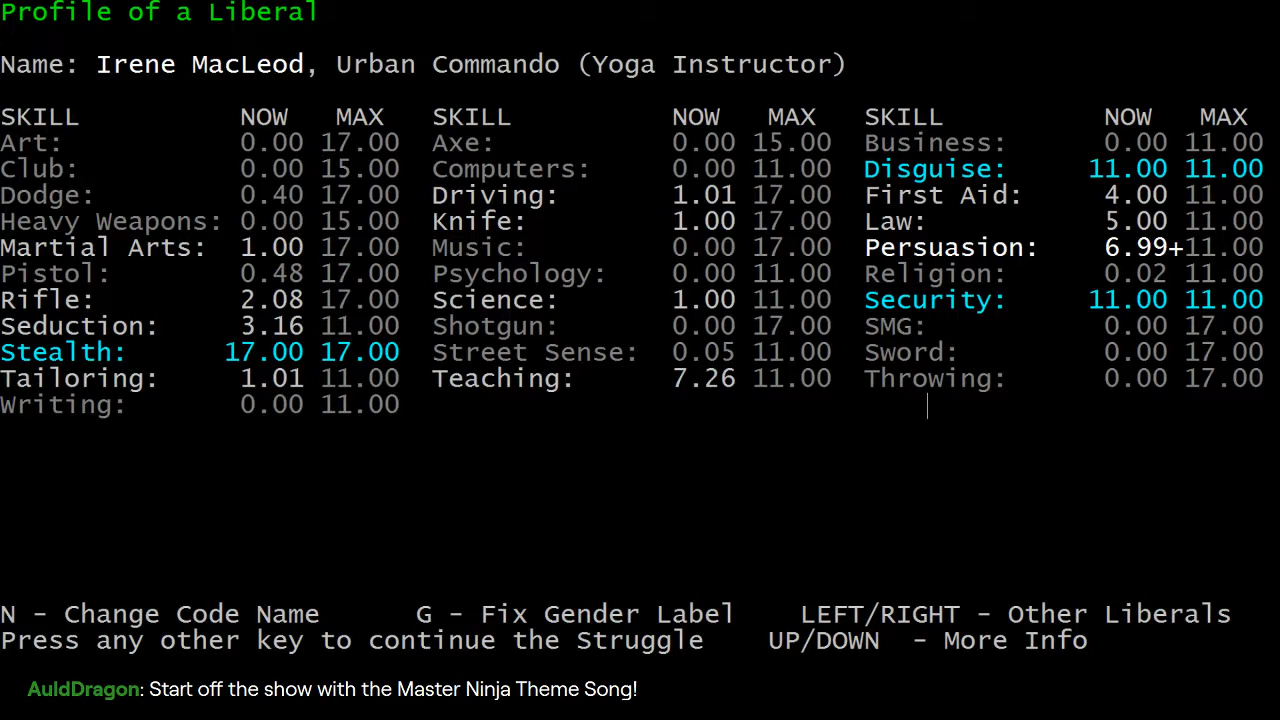 Profile of a Liberal
Name: Irene MacLeod, Urban Commando (Yoga Instructor)
SKILL NOW MAX SKILL NOW MAX SKILL NOW MAX
Art: 0.00 17.00 Axe: 0.00 15.00 Business: 0.00 11.00
Club: 0.00 15.00 Computers: 0.00 11.00 Disguise: 11.00 11.00
Dodge: 0.40 17.00 Driving: 1.01 17.00 First Aid: 4.00 11.00
Heavy Weapons: 0.00 15.00 Knife: 1.00 17.00 Law: 5.00 11.00
Martial Arts: 1.00 17.00 Music: 0.00 17.00 Persuasion: 6.99+11.00
Pistol: 0.48 17.00 Psychology: 0.00 11.00 Religion: 0.02 11.00
Rifle: 2.08 17.00 Science: 1.00 11.00 Security: 11.00 11.00
Seduction: 3.16 11.00 Shotgun: 0.00 17.00 SMG: 0.00 17.00
Stealth: 17.00 17.00 Street Sense: 0.05 11.00 Sword: 0.00 17.00
Tailoring: 1.01 11.00 Teaching: 7.26 11.00 Throwing: 0.00 17.00
Writing: 0.00 11.00
N - Change Code Name G - Fix Gender Label LEFT/RIGHT - Other Liberals
Press any other key to continue the Struggle UP/DOWN - More Info
AuldDragon: Start off the show with the Master Ninja Theme Song!